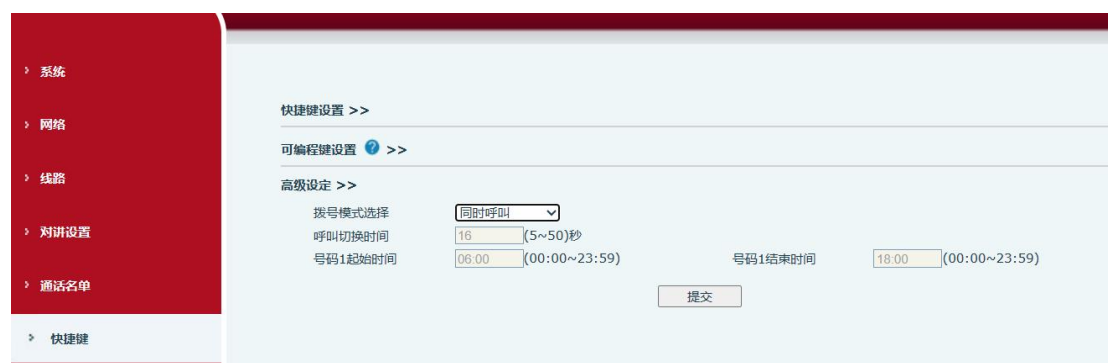 系统
网络
线路
对讲设置
通话名单
快捷键
快捷键设置 >>
可编程键设置 ? >>
高级设定 >>
拨号模式选择 同时呼叫
呼叫切换时间 16 (5~50)秒
号码1起始时间 06:00 (00:00~23:59) 号码1结束时间 18:00 (00:00~23:59)
提交